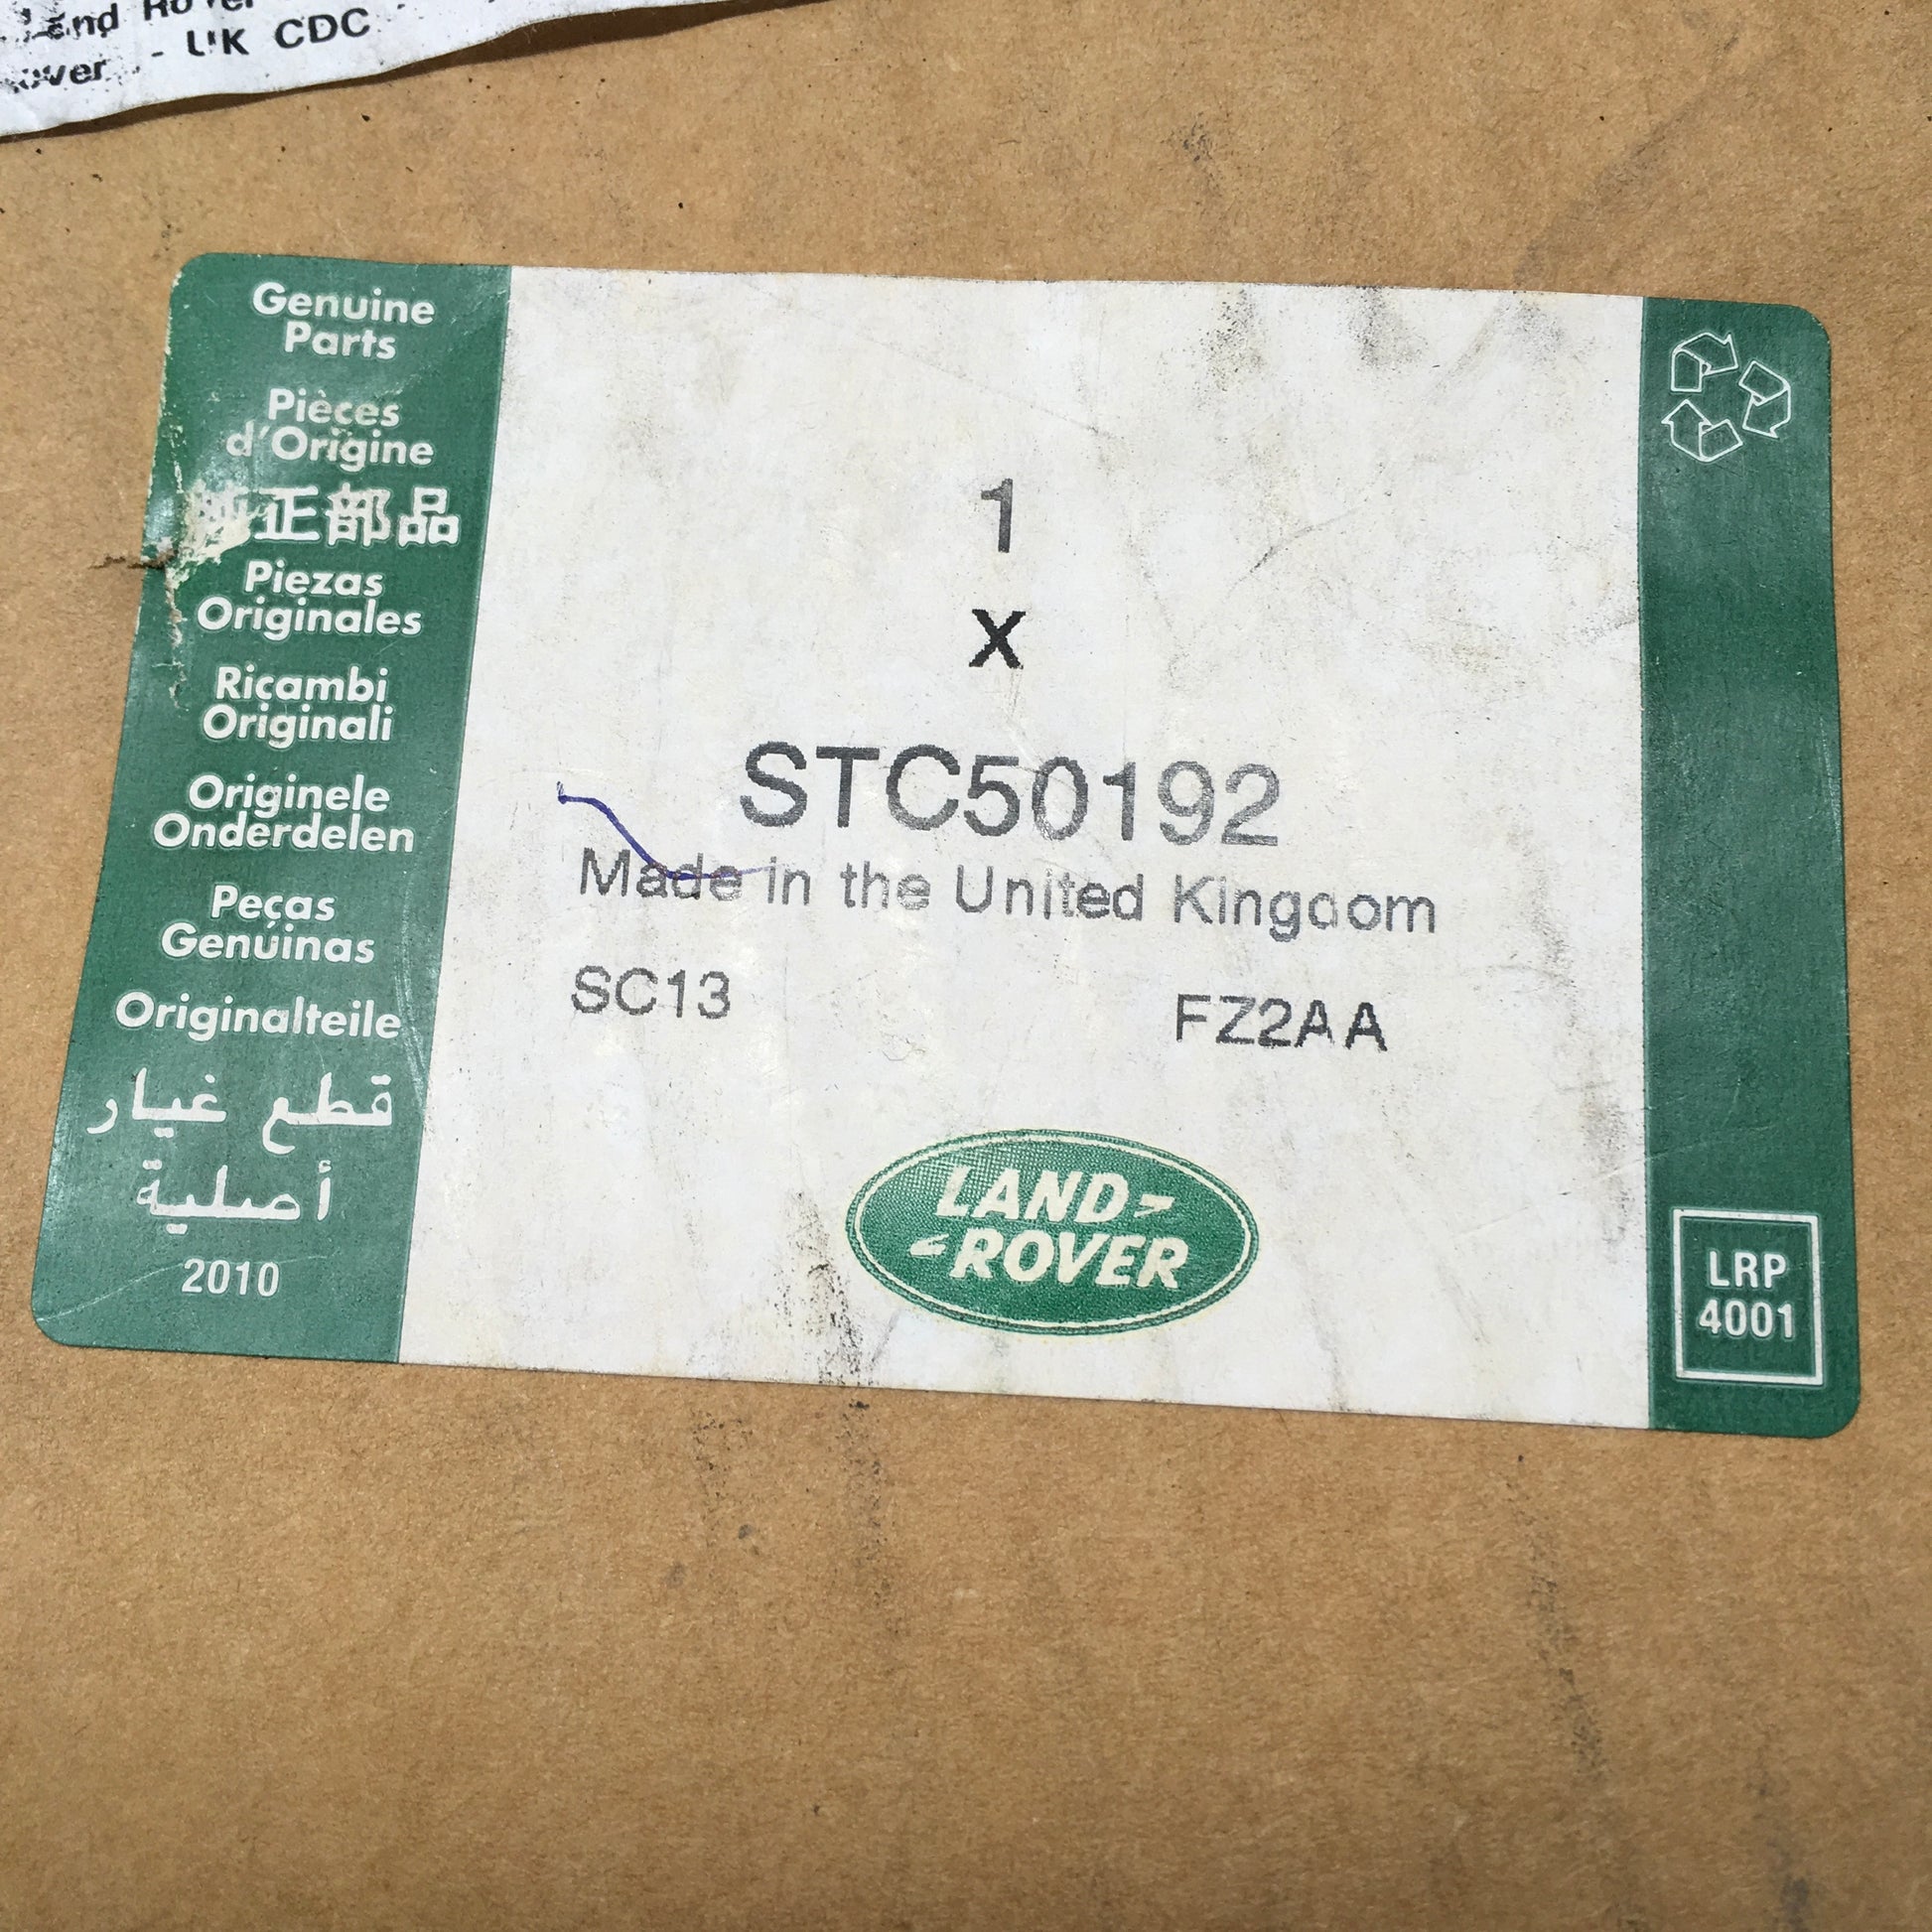 UK CDC
Genuine
Parts
Pièces
d'Origine
正部品
Piezas
Originales
Ricambi
Originali
Originele
Onderdelen
Peças
Genúinas
Originalteile
قطع غيار
أصلية
2010
1
x
STC50192
Made in the United Kingdom
SC13 FZ2AA
LAND
ROVER
LRP
4001